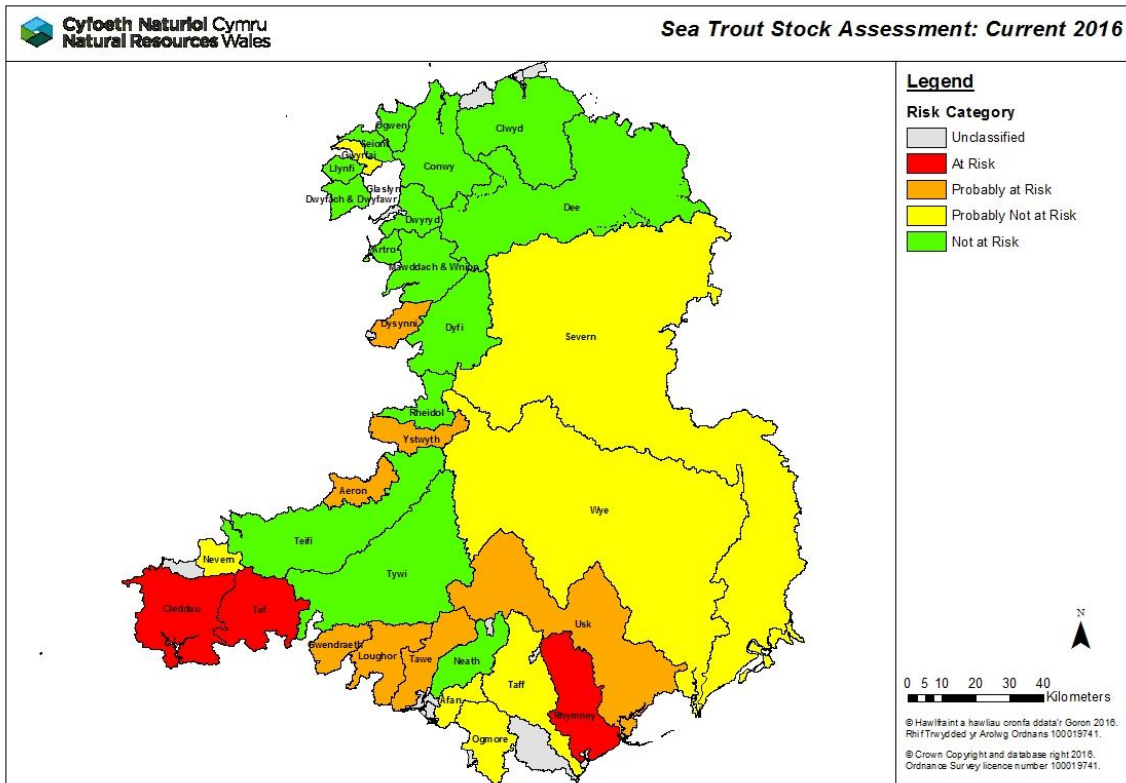 Cyfoeth Naturiol Cymru
Natural Resources Wales
Sea Trout Stock Assessment: Current 2016
Legend
Risk Category
Unclassified
At Risk
Probably at Risk
Probably Not at Risk
Not at Risk
Ogwen
Seiont
Gwyrfai
Llynfi
Conwy
Clwyd
Glaslyn
Dwyfach & Dwyfawr
Dwyryd
Dee
Artro
Mawddach & Wnion
Dysynni
Dyfi
Severn
Rheidol
Ystwyth
Aeron
Wye
Teifi
Nevern
Tywi
Cleddau
Taf
Usk
Gwendraeth
Loughor
Tawe
Neath
Taff
Afan
Rhymney
Ogmore
N
0 5 10 20 30 40
Kilometers
© Hawlfraint a hawliau cronfa ddata'r Goron 2016.
Rhif Trwydded yr Arolwg Ordnans 100019741.
© Crown Copyright and database right 2016.
Ordnance Survey licence number 100019741.